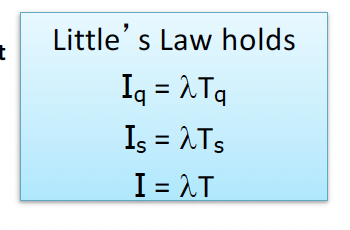 t
Little’s Law holds
Iq = λTq
Is = λTs
I = λT